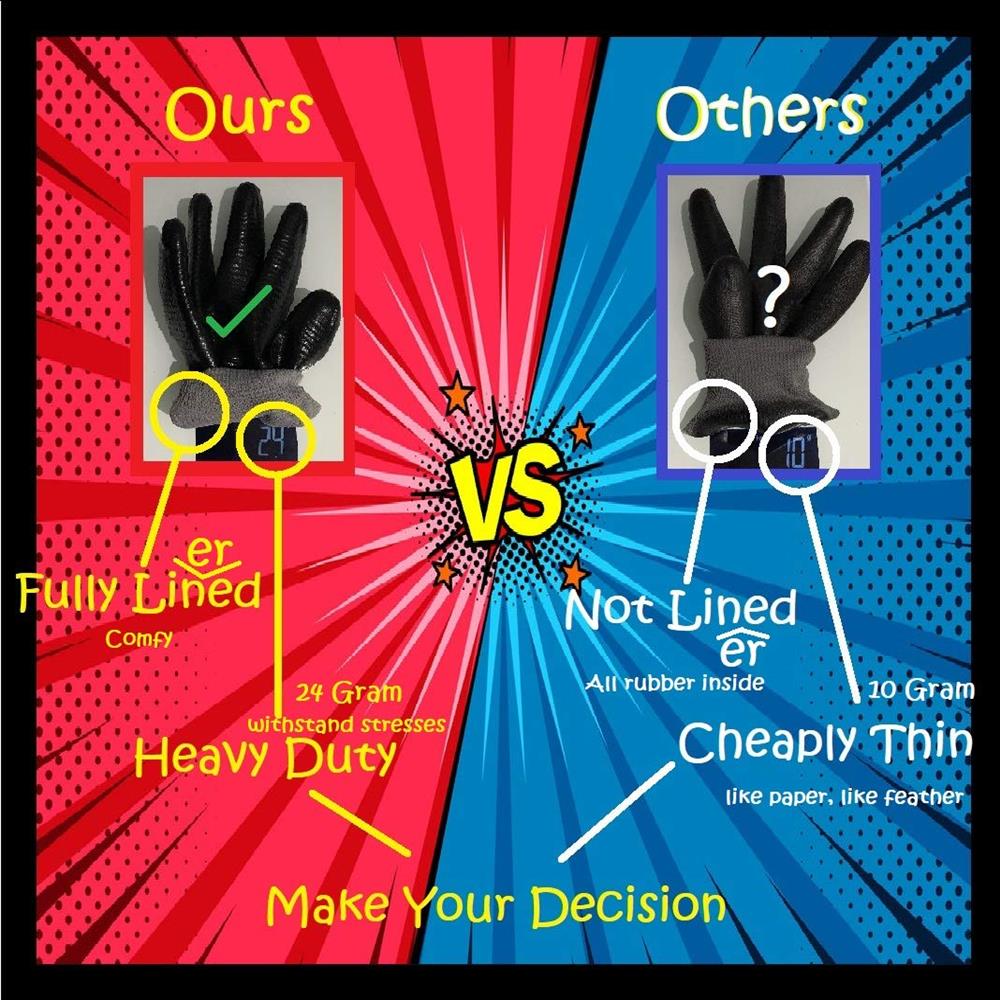 Ours
Others
?
24
10
VS
er
Fully Lined
Comfy
Not Lined
er
All rubber inside
24 Gram
withstand stresses
Heavy Duty
10 Gram
Cheaply Thin
like paper, like feather
Make Your Decision